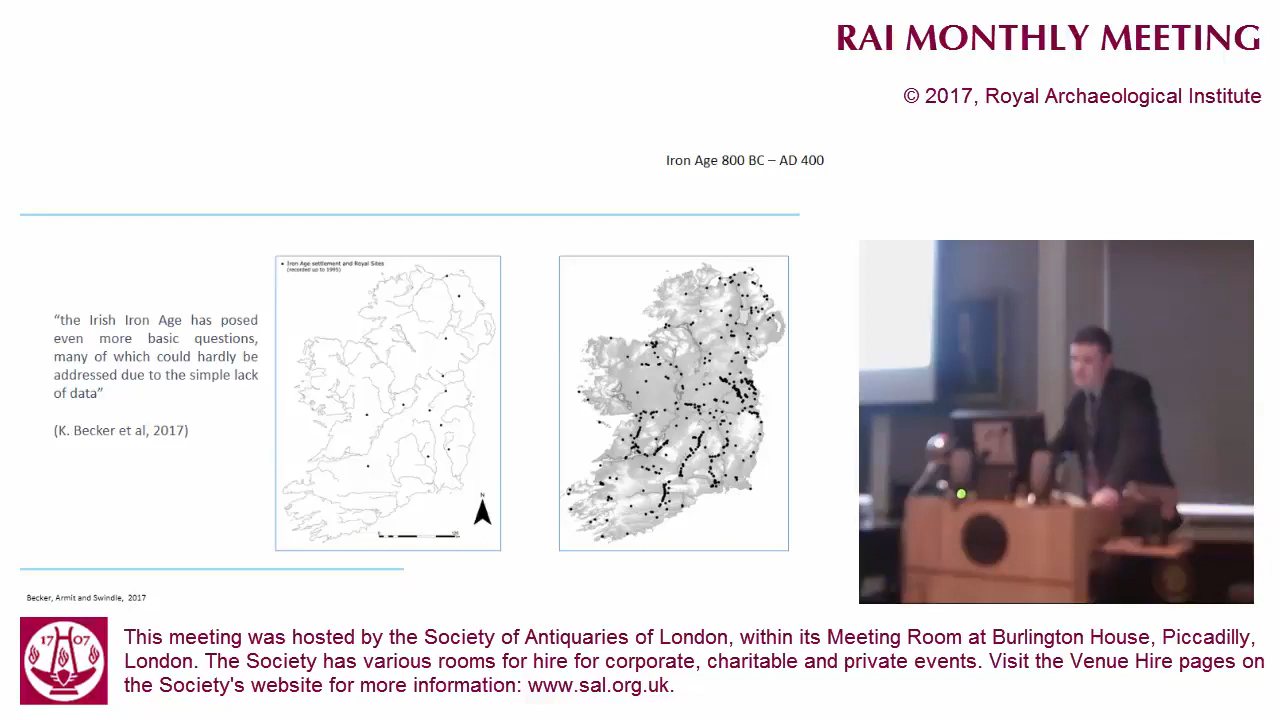 RAI MONTHLY MEETING
© 2017, Royal Archaeological Institute
Iron Age 800 BC – AD 400
• Iron Age settlement and Royal Sites
(recorded up to 1995)
“the Irish Iron Age has posed
even more basic questions,
many of which could hardly be
addressed due to the simple lack
of data”
(K. Becker et al, 2017)
N
Becker, Armit and Swindle, 2017
1707
This meeting was hosted by the Society of Antiquaries of London, within its Meeting Room at Burlington House, Piccadilly,
London. The Society has various rooms for hire for corporate, charitable and private events. Visit the Venue Hire pages on
the Society's website for more information: www.sal.org.uk.